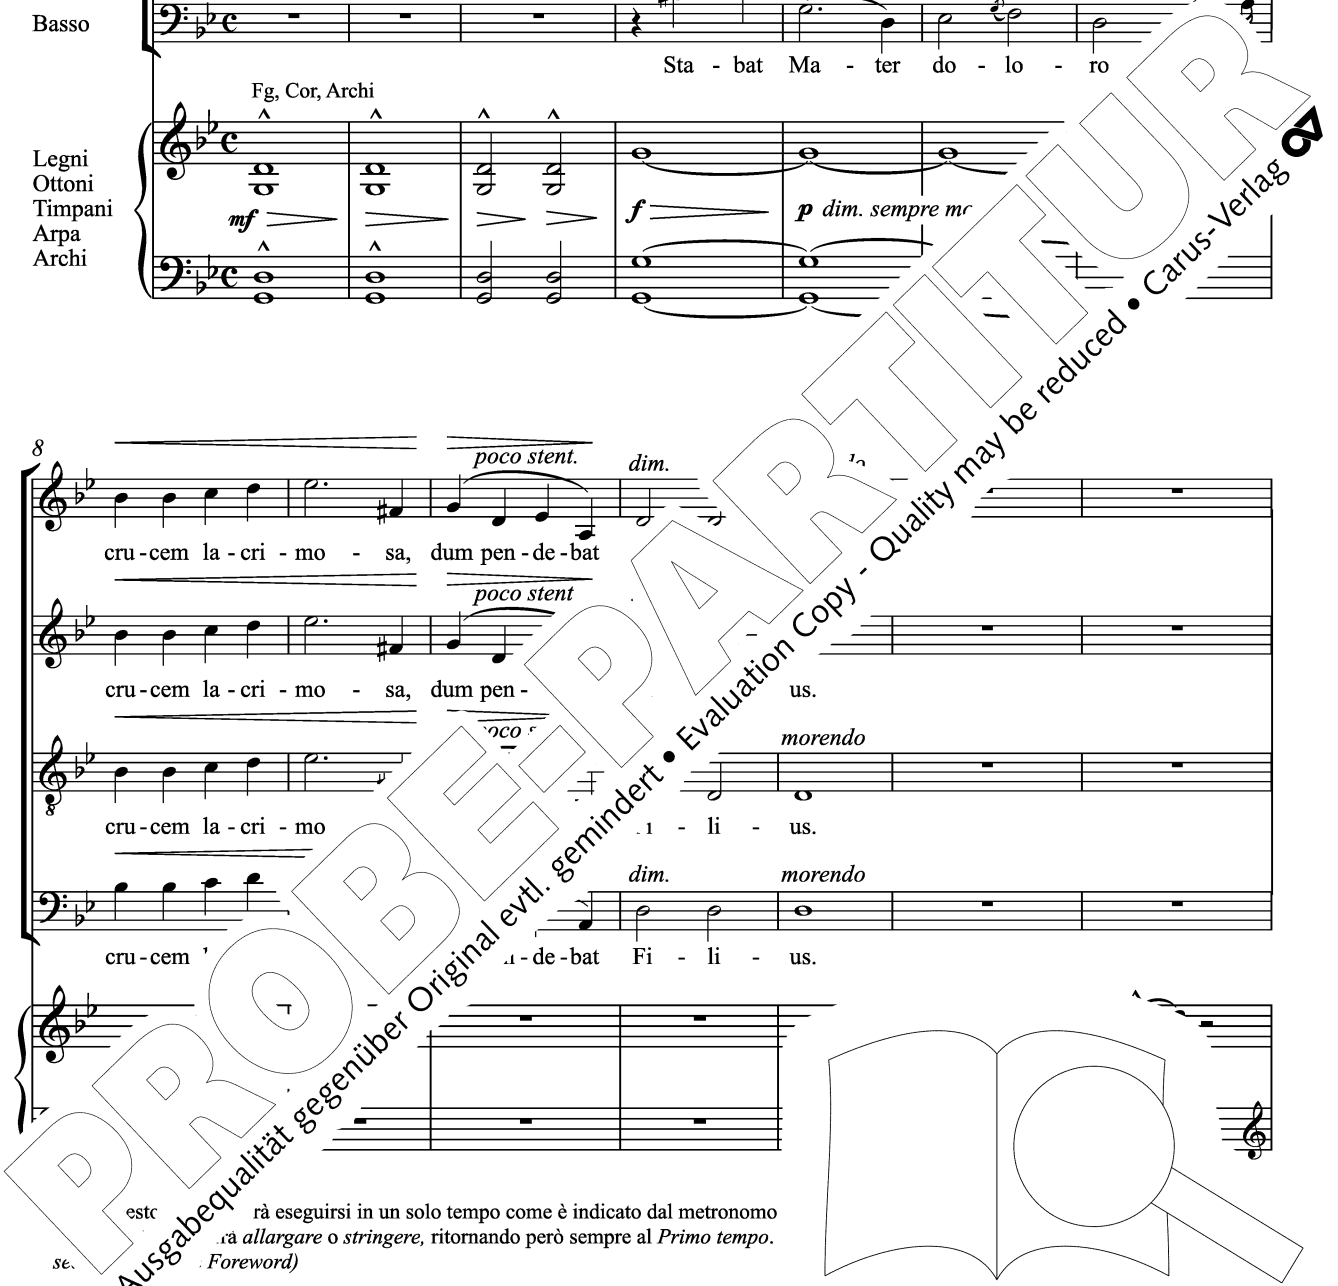 Basso
Sta - bat Ma - ter do - lo - ro
Fg, Cor, Archi
Legni
Ottoni
Timpani
Arpa
Archi
mf
f
p dim. sempre
8
poco stent.
dim.
cru - cem la - cri - mo - sa, dum pen - de - bat
poco stent
cru - cem la - cri - mo - sa, dum pen - us.
poco
morendo
cru - cem la - cri - mo - li - us.
dim. morendo
cru - cem - de - bat Fi - li - us.
rà eseguirsi in un solo tempo come è indicato dal metronomo
allargare o stringere, ritornando però sempre al Primo tempo.
Foreword)
PROBE-PARTITUR
Ausgabequalität gegenüber Original evtl. gemindert • Evaluation Copy - Quality may be reduced • Carus-Verlag